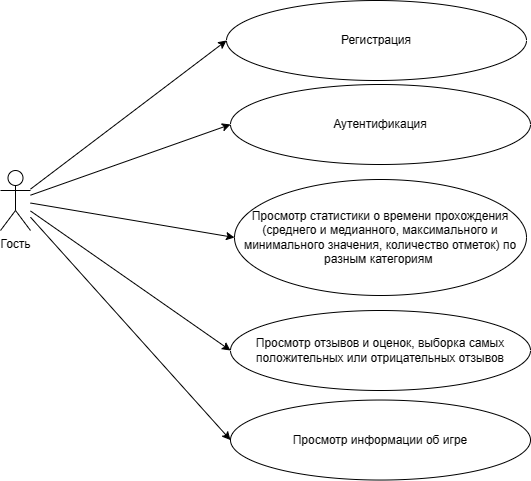 Регистрация
Аутентификация
Гость
Просмотр статистики о времени прохождения
(среднего и медианного, максимального и
минимального значения, количество отметок) по
разным категориям
Просмотр отзывов и оценок, выборка самых
положительных или отрицательных отзывов
Просмотр информации об игре